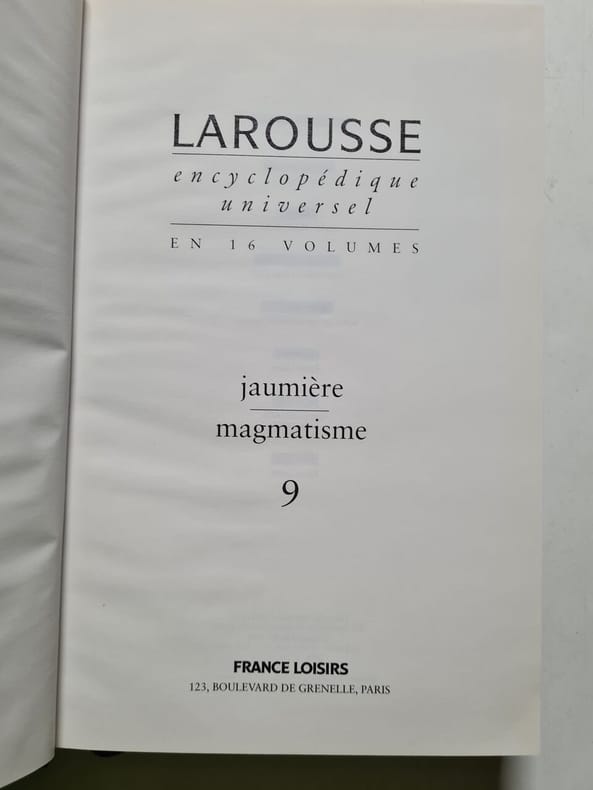 LAROUSSE
encyclopédique
universel
EN 16 VOLUMES
jaumière
magmatisme
9
FRANCE LOISIRS
123, BOULEVARD DE GRENELLE, PARIS